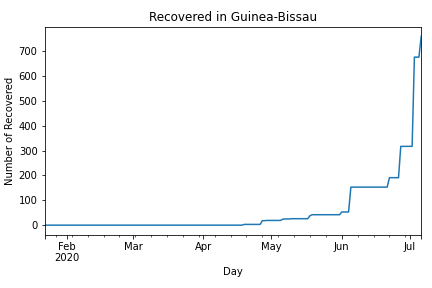 Recovered in Guinea-Bissau
Number of Recovered
700
600
500
400
300
200
100
0
Feb Mar Apr May Jun Jul
2020
Day